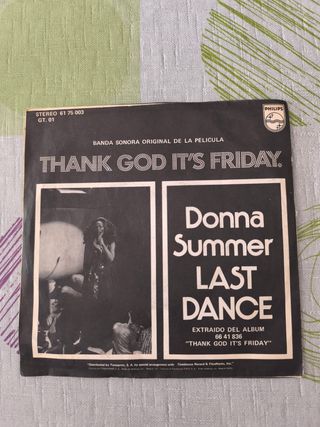 STEREO 61 75 003
GT. 01
PHILIPS
BANDA SONORA ORIGINAL DE LA PELICULA
THANK GOD IT'S FRIDAY.
Donna
Summer
LAST
DANCE
EXTRAIDO DEL ALBUM
66 41 836
"THANK GOD IT'S FRIDAY"